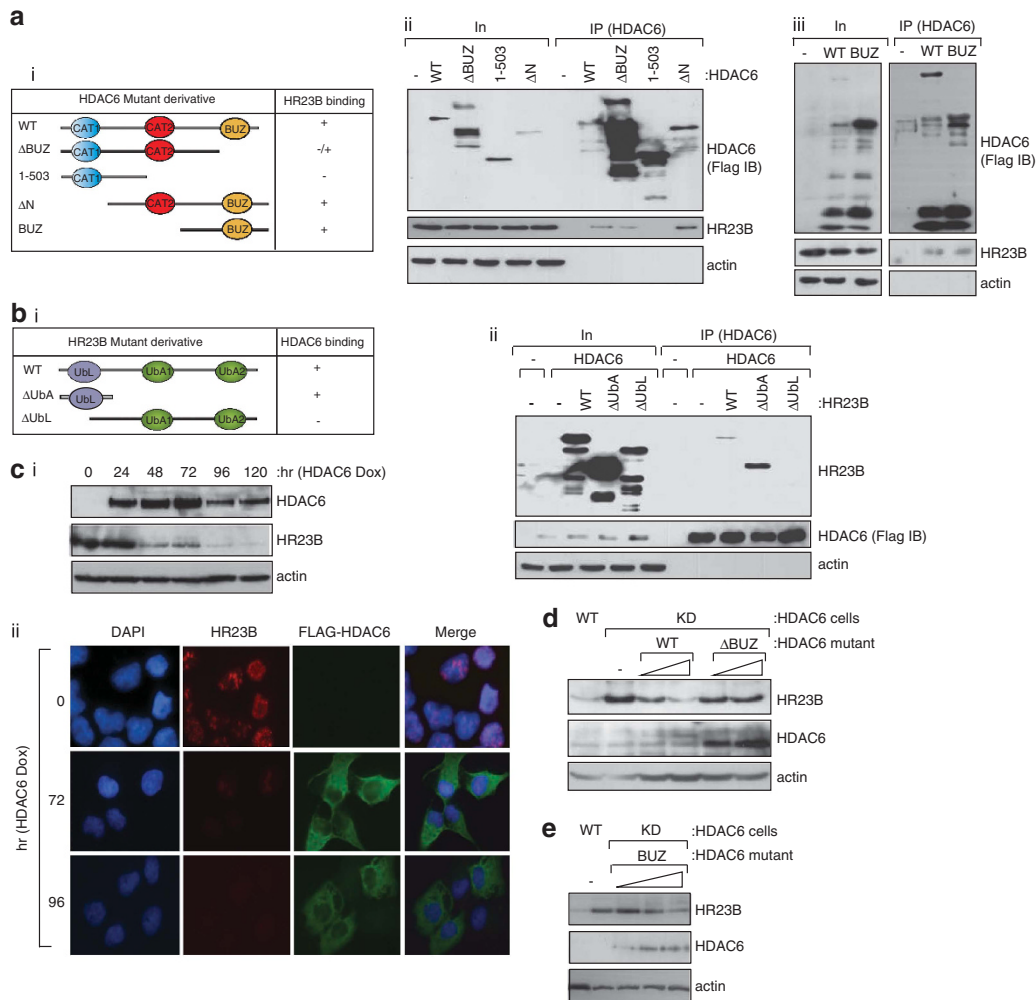 a
i
HDAC6 Mutant derivative HR23B binding
WT CAT1 CAT2 BUZ +
ΔBUZ CAT1 CAT2 -/+
1-503 CAT1 -
ΔN CAT2 BUZ +
BUZ BUZ +
ii
In IP (HDAC6)
- WT ΔBUZ 1-503 ΔN - WT ΔBUZ 1-503 ΔN :HDAC6
HDAC6
(Flag IB)
HR23B
actin
iii
In IP (HDAC6)
- WT BUZ - WT BUZ
HDAC6
(Flag IB)
HR23B
actin
b i
HR23B Mutant derivative HDAC6 binding
WT UbL UbA1 UbA2 +
ΔUbA UbL +
ΔUbL UbA1 UbA2 -
ii
In IP (HDAC6)
- HDAC6 - HDAC6
- - WT ΔUbA ΔUbL - - WT ΔUbA ΔUbL :HR23B
HR23B
HDAC6 (Flag IB)
actin
c i
0 24 48 72 96 120 :hr (HDAC6 Dox)
HDAC6
HR23B
actin
ii
DAPI HR23B FLAG-HDAC6 Merge
0
72
96
hr (HDAC6 Dox)
d
WT KD :HDAC6 cells
WT ΔBUZ :HDAC6 mutant
-
HR23B
HDAC6
actin
e
WT KD :HDAC6 cells
BUZ :HDAC6 mutant
-
HR23B
HDAC6
actin